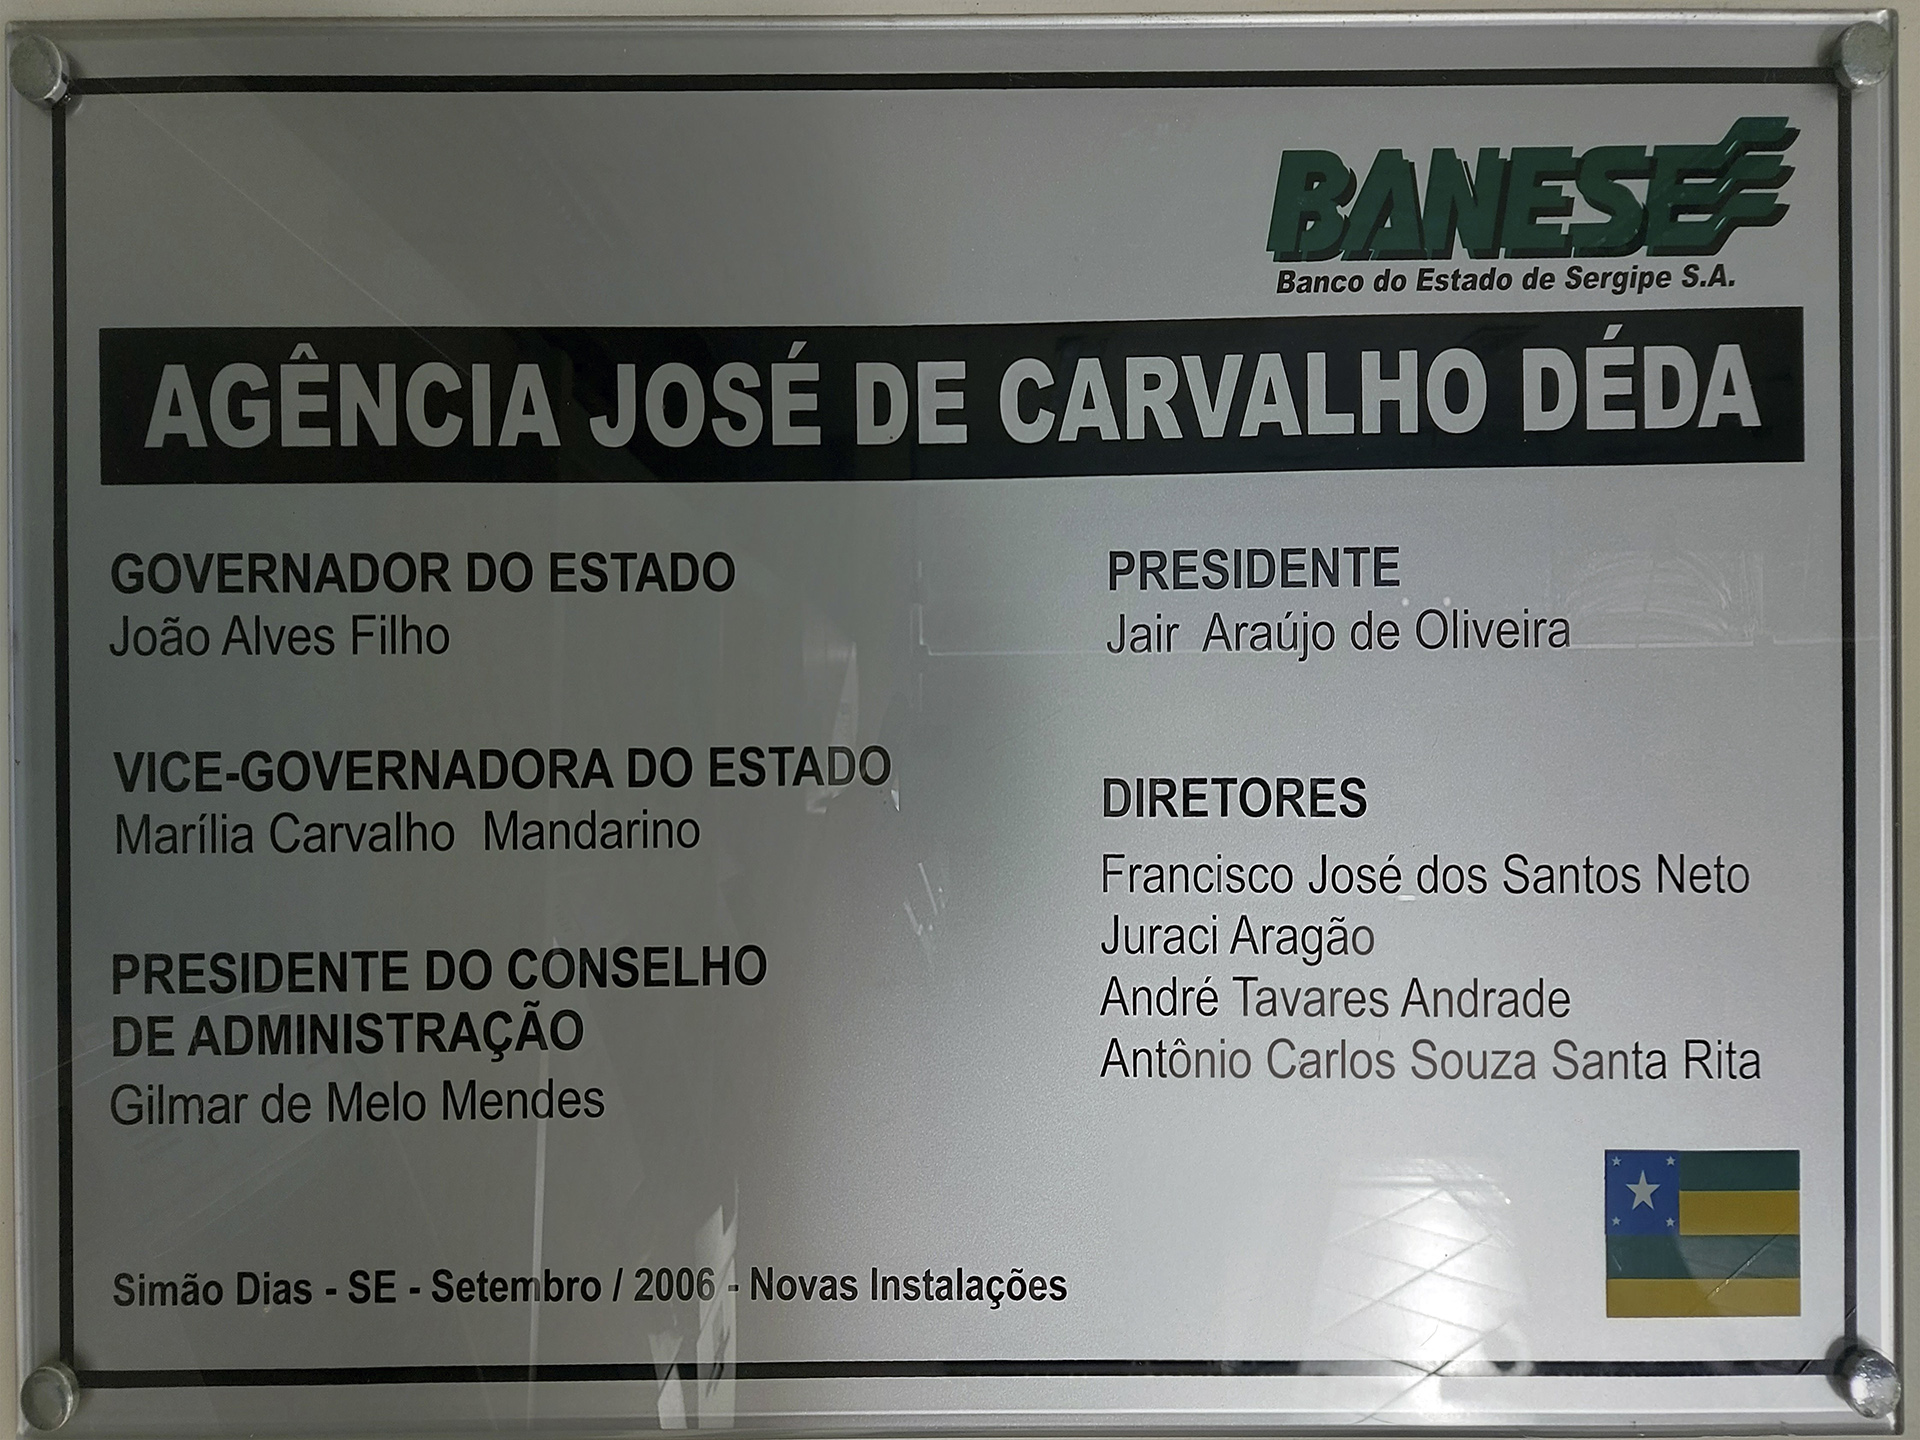 BANESE
Banco do Estado de Sergipe S.A.
AGÊNCIA JOSÉ DE CARVALHO DÉDA
GOVERNADOR DO ESTADO
João Alves Filho
VICE-GOVERNADORA DO ESTADO
Marília Carvalho Mandarino
PRESIDENTE DO CONSELHO
DE ADMINISTRAÇÃO
Gilmar de Melo Mendes
PRESIDENTE
Jair Araújo de Oliveira
DIRETORES
Francisco José dos Santos Neto
Juraci Aragão
André Tavares Andrade
Antônio Carlos Souza Santa Rita
Simão Dias - SE - Setembro / 2006 - Novas Instalações